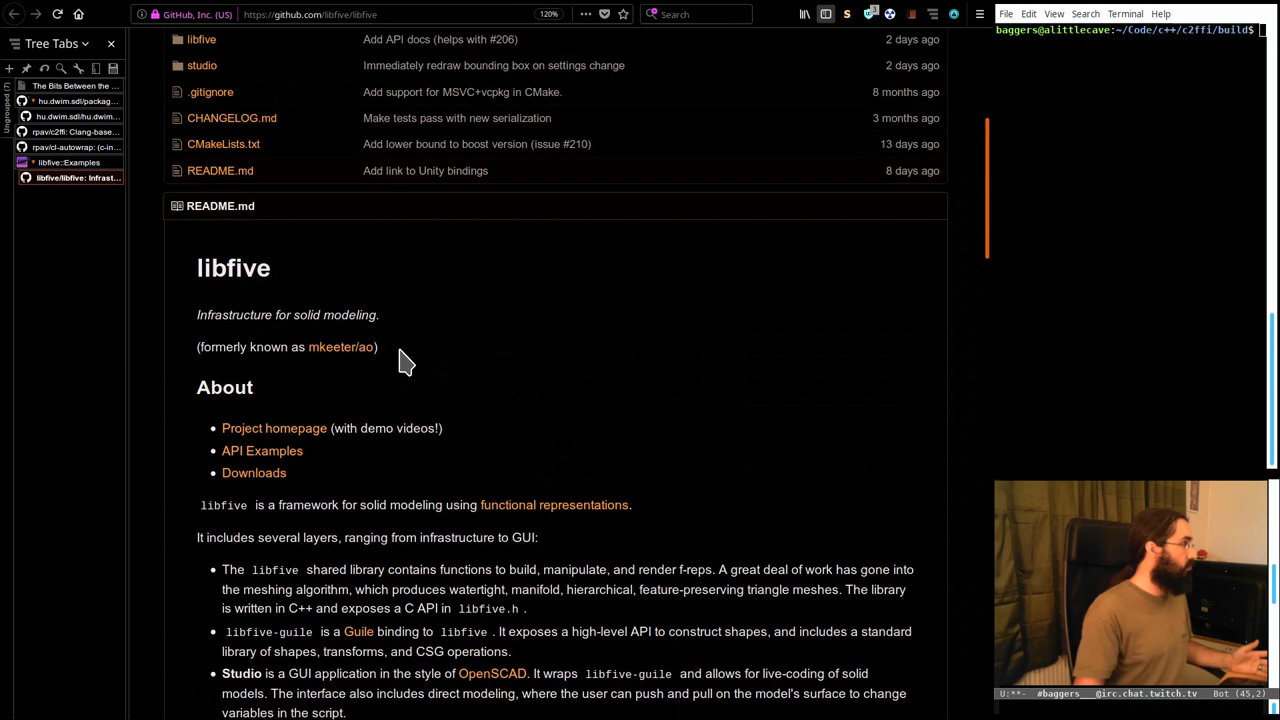 GitHub, Inc. (US)
https://github.com/libfive/libfive
120%
Search
File Edit View Search Terminal Help
baggers@alittlecave:~/Code/c++/c2ffi/build$
Tree Tabs
Ungrouped (7)
The Bits Between the ...
hu.dwim.sdl/packag...
hu.dwim.sdl/hu.dwim...
rpav/c2ffi: Clang-base...
rpav/cl-autowrap: (c-in...
libfive::Examples
libfive/libfive: Infrast...
libfive Add API docs (helps with #206) 2 days ago
studio Immediately redraw bounding box on settings change 2 days ago
.gitignore Add support for MSVC+vcpkg in CMake. 8 months ago
CHANGELOG.md Make tests pass with new serialization 3 months ago
CMakeLists.txt Add lower bound to boost version (issue #210) 13 days ago
README.md Add link to Unity bindings 8 days ago
README.md
libfive
Infrastructure for solid modeling.
(formerly known as mkeeter/ao)
About
Project homepage (with demo videos!)
API Examples
Downloads
libfive is a framework for solid modeling using functional representations.
It includes several layers, ranging from infrastructure to GUI:
The libfive shared library contains functions to build, manipulate, and render f-reps. A great deal of work has gone into
the meshing algorithm, which produces watertight, manifold, hierarchical, feature-preserving triangle meshes. The library
is written in C++ and exposes a C API in libfive.h .
libfive-guile is a Guile binding to libfive . It exposes a high-level API to construct shapes, and includes a standard
library of shapes, transforms, and CSG operations.
Studio is a GUI application in the style of OpenSCAD. It wraps libfive-guile and allows for live-coding of solid
models. The interface also includes direct modeling, where the user can push and pull on the model's surface to change
variables in the script.
U:**- #baggers___@irc.chat.twitch.tv Bot (45,2)